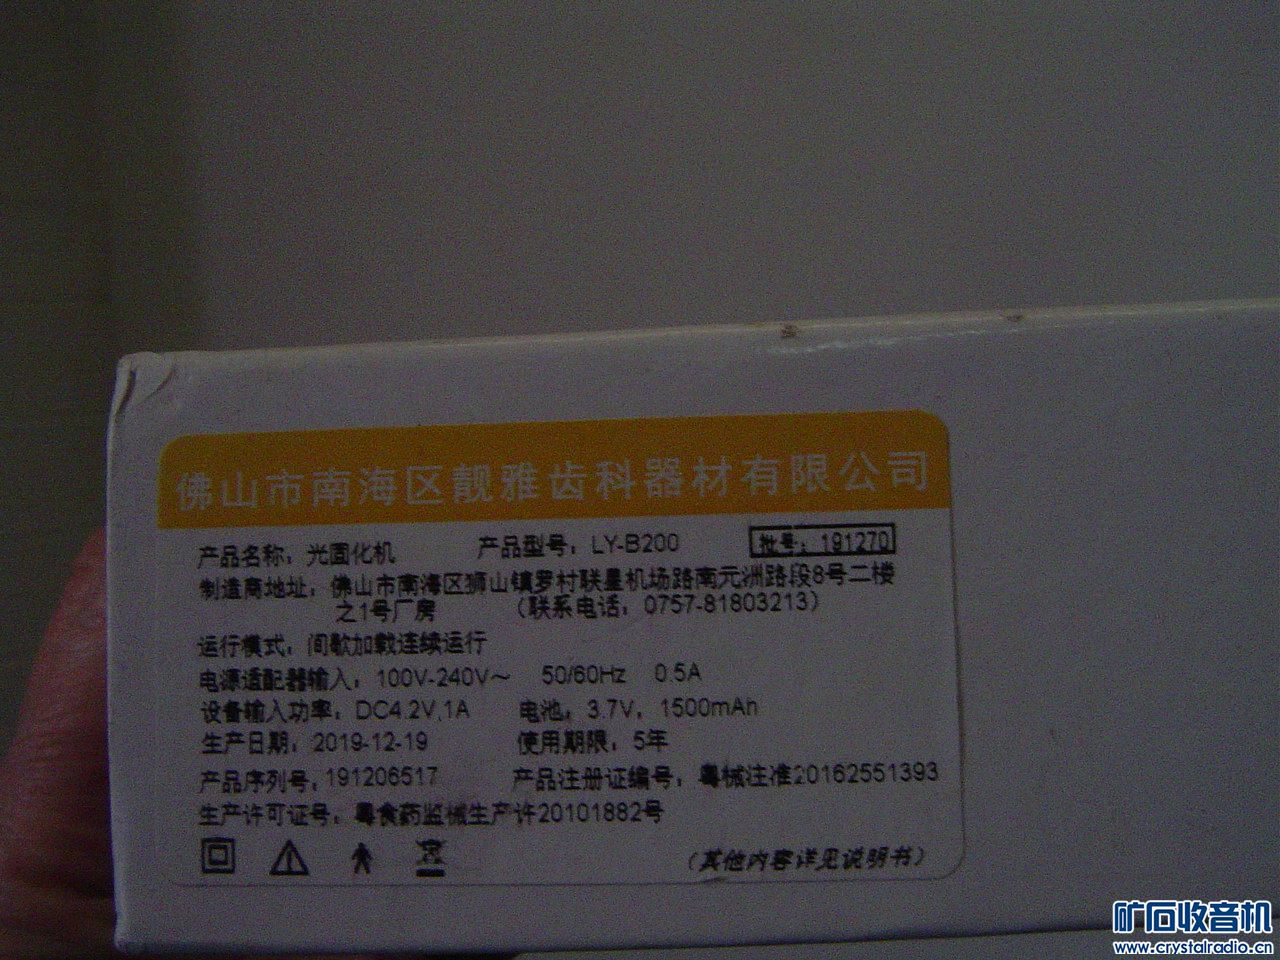 佛山市南海区靓雅齿科器材有限公司
产品名称：光固化机 产品型号：LY-B200 批号：191270
制造商地址：佛山市南海区狮山镇罗村联星机场路南元洲路段8号二楼
之1号厂房 （联系电话：0757-81803213）
运行模式：间歇加载连续运行
电源适配器输入：100V-240V～ 50/60Hz 0.5A
设备输入功率：DC4.2V,1A 电池：3.7V，1500mAh
生产日期：2019-12-19 使用期限：5年
产品序列号：191206517 产品注册证编号：粤械注准20162551393
生产许可证号：粤食药监械生产许20101882号
（其他内容详见说明书）
矿石收音机
www.crystalradio.cn